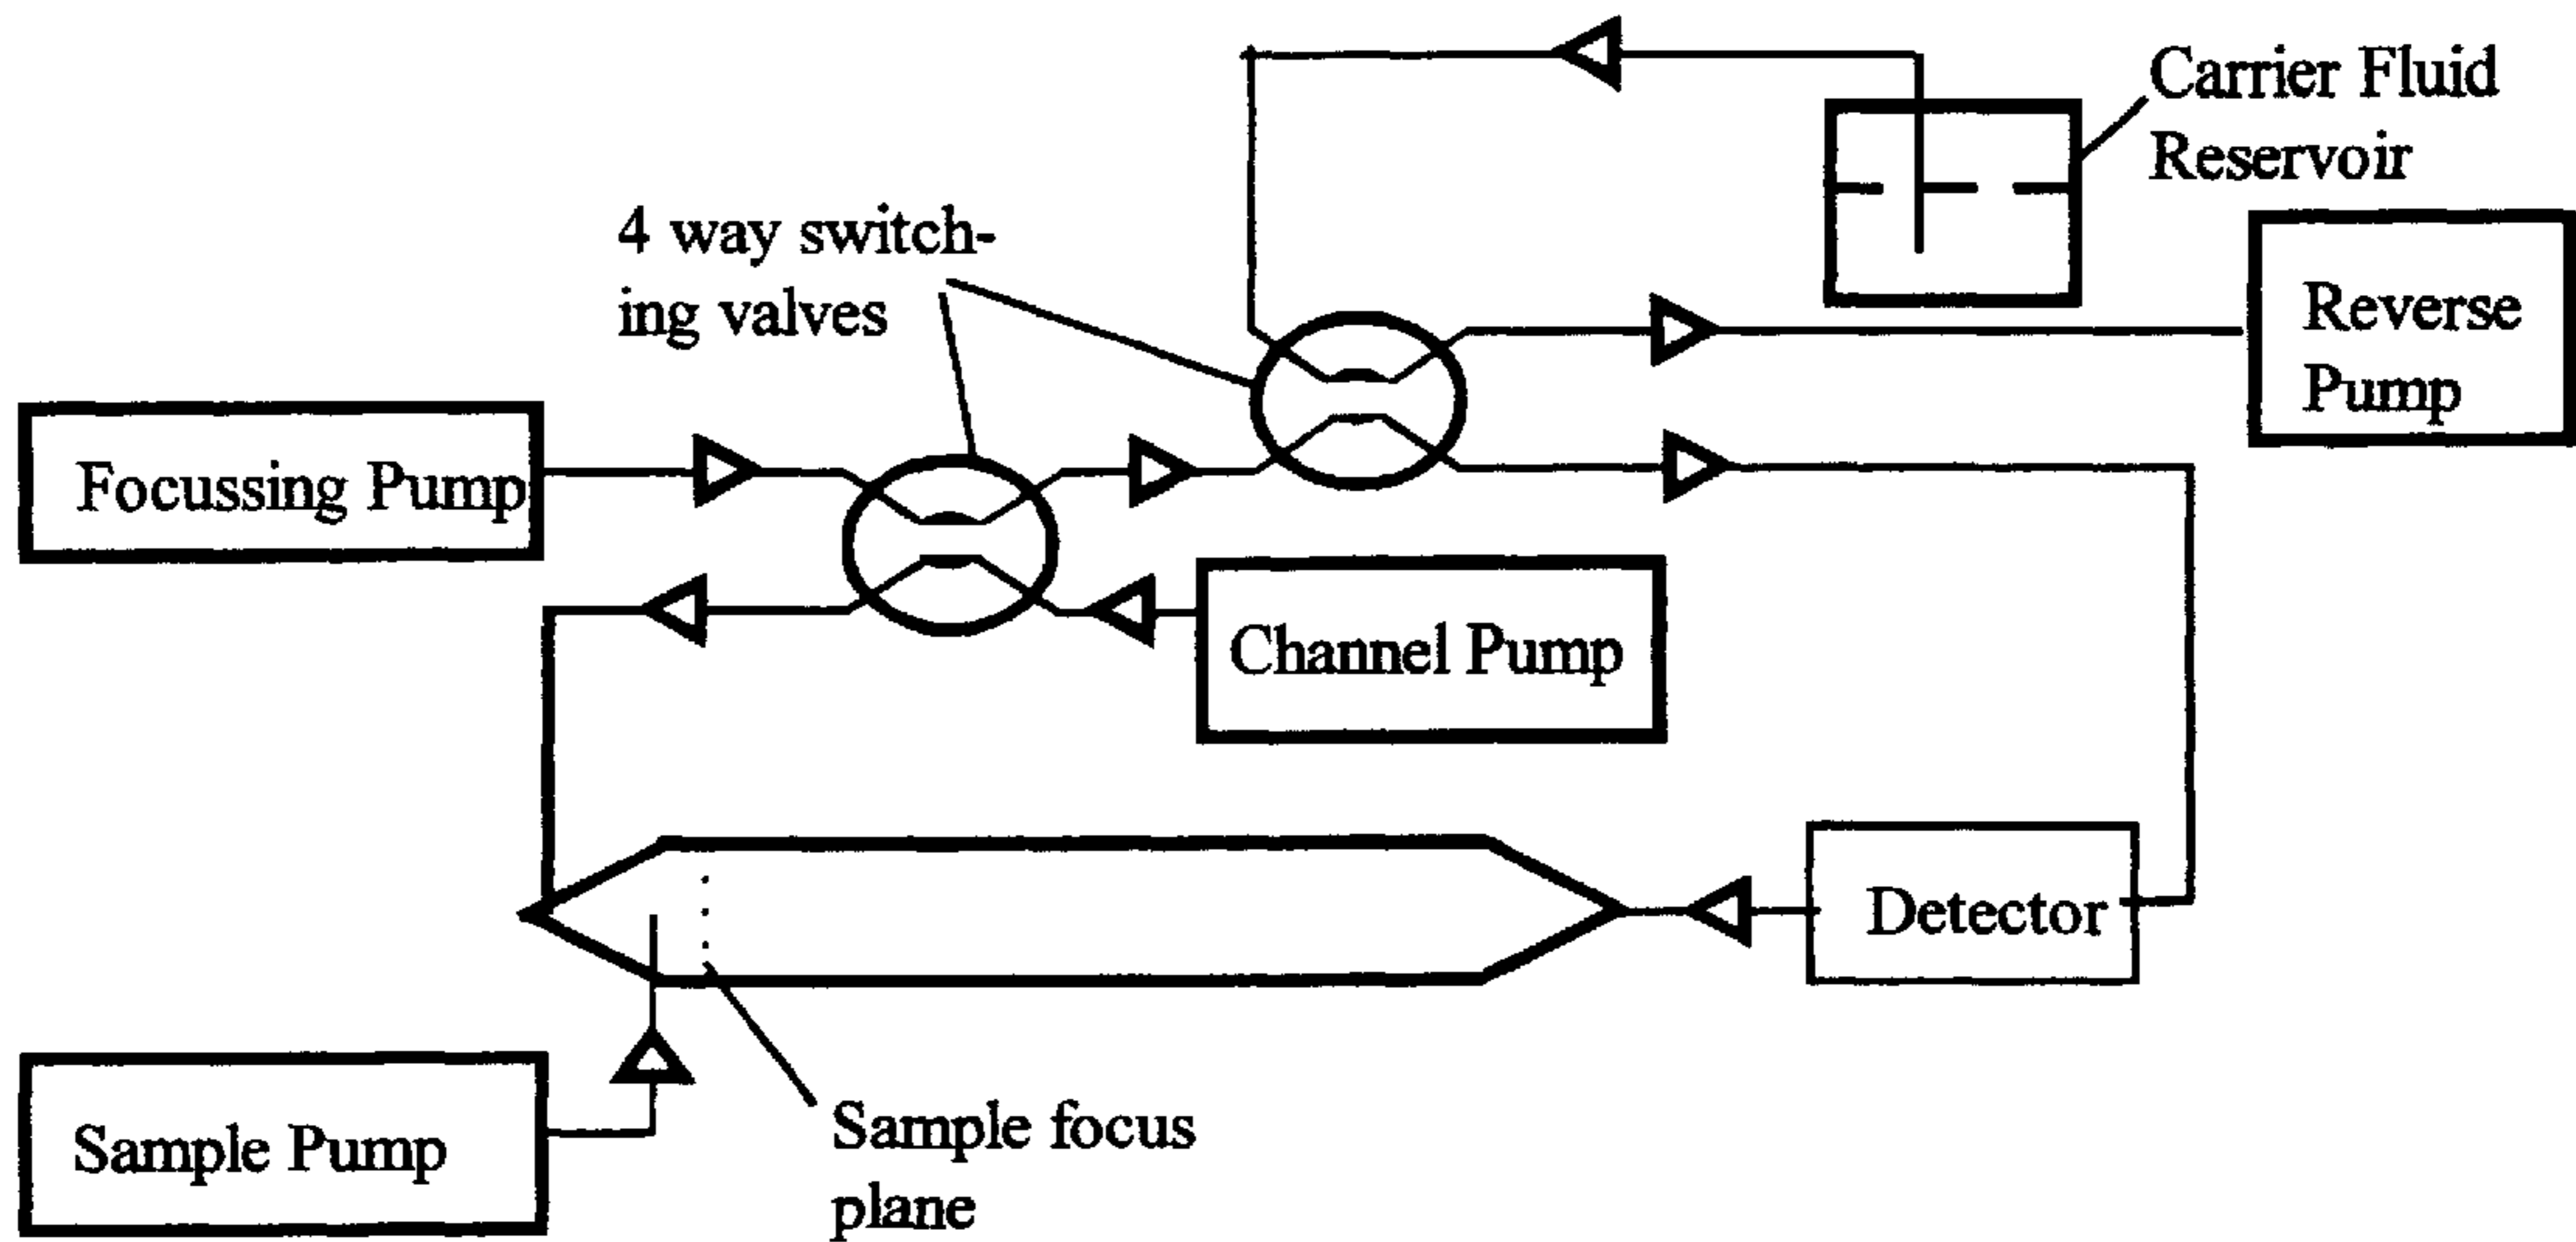 Carrier Fluid
Reservoir
4 way switch-
ing valves
Reverse
Pump
Focussing Pump
Channel Pump
Detector
Sample Pump
Sample focus
plane